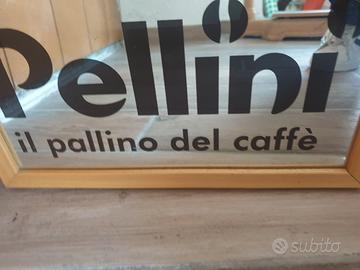 Pellini
il pallino del caffè
subito